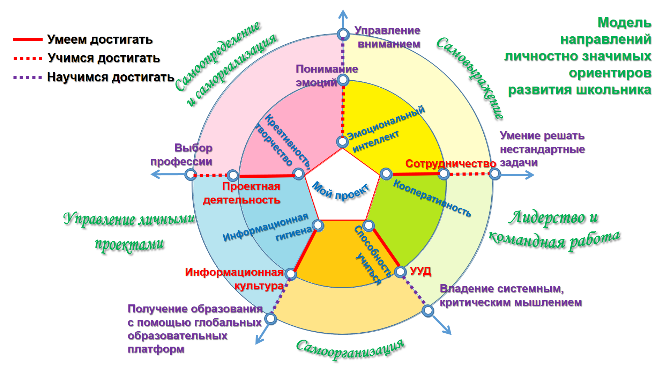 Модель
направлений
личностно значимых
ориентиров
развития школьника
Умеем достигать
Учимся достигать
Научимся достигать
Самоопределение
и самореализация
Управление
вниманием
Самовыражение
Понимание
эмоций
Креативность,
творчество
Эмоциональный
интеллект
Выбор
профессии
Сотрудничество
Умение решать
нестандартные
задачи
Проектная
деятельность
Мой проект
Кооперативность
Управление личными
проектами
Информационная
гигиена
Способность
учиться
Лидерство и
командная работа
Информационная
культура
УУД
Получение образования
с помощью глобальных
образовательных
платформ
Владение системным,
критическим мышлением
Самоорганизация